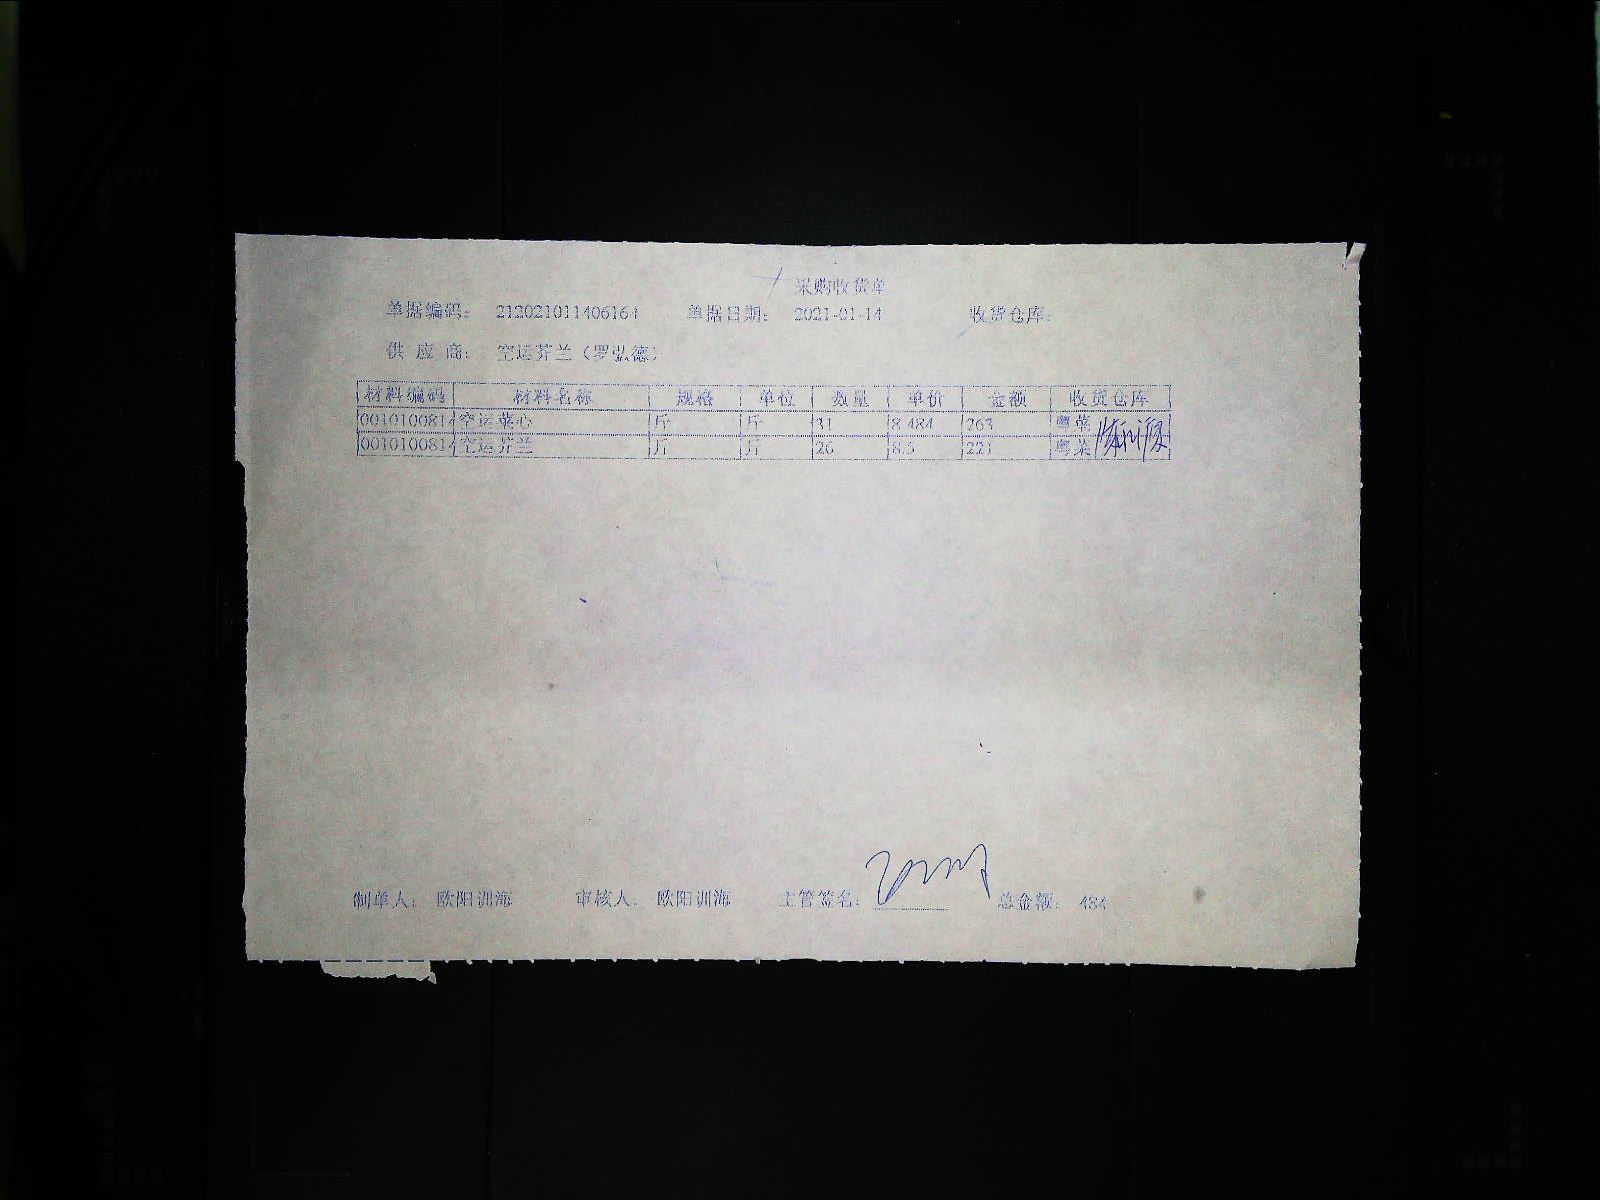 采购收货单
单据编码: 212021011406164 单据日期: 2021-01-14 收货仓库:
供应商: 空运芥兰(罗弘德)
材料编码 材料名称 规格 单位 数量 单价 金额 收货仓库
0010100814 空运菜心 斤 斤 31 8.484 263 粤菜
0010100814 空运芥兰 斤 斤 26 8.5 221 粤菜
制单人: 欧阳训海 审核人: 欧阳训海 主管签名: 总金额: 484